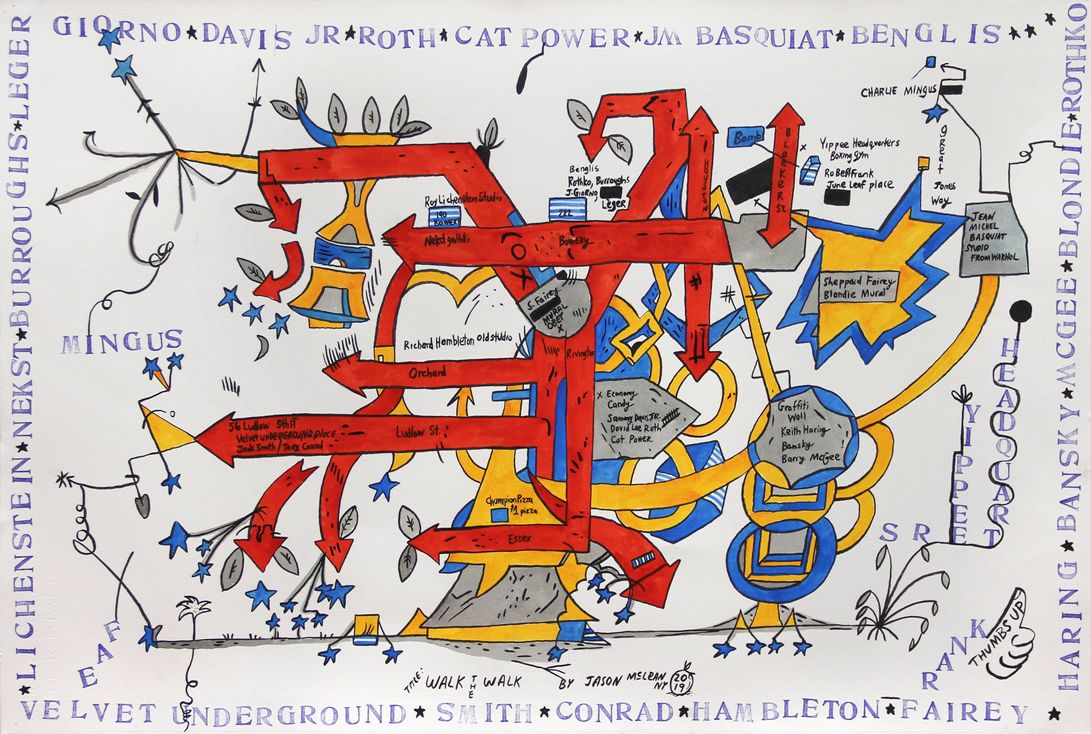 GIORNO★DAVIS JR★ROTH★CAT POWER★JM BASQUIAT★BENGLIS★★★
★LICHENSTEIN★NEKST★BURROUGHS★LEGER
HARING★BANSKY★MCGEE★BLONDIE★ROTHKO
CHARLIE MINGUS
GREAT
Jones
Way
Bomb
BLEEKER ST.
Yippee Headqvarters
Boxing Gym
RoBertFrank
June Leaf place
HOUSTON
Benglis
Rothko, Burroughs
J.GIORNO
Leger
222
Roy Lichenstein Studio
190
BOWERY
Nekst graffiti
Bowery
JEAN
MICHEL
BASQUIAT
STUDIO
FROM WARHOL
Sheppard Fairey
Blondie Mural
S. Fairey
MURAL
OBEY
MINGUS
Richard Hambleton old studio
Rivington
Orchard
x Economy
Candy
Sammy Davis JR.
David Lee Roth
Cat Power
Graffiti
Wall
Keith Haring
Bansky
Barry McGee
56 Ludlow St
Velvet UNDERGROUND place
Jack Smith / Tony Conrad
Ludlow St.
HEADQUART
YIPPEE
SR
Champion Pizza
$1 pizza
Essex
LEAF
FRANK
THUMBS UP
TITLE: WALK THE WALK BY JASON MCLEAN
NY 2019
VELVET UNDERGROUND★SMITH★CONRAD★HAMBLETON★FAIREY★